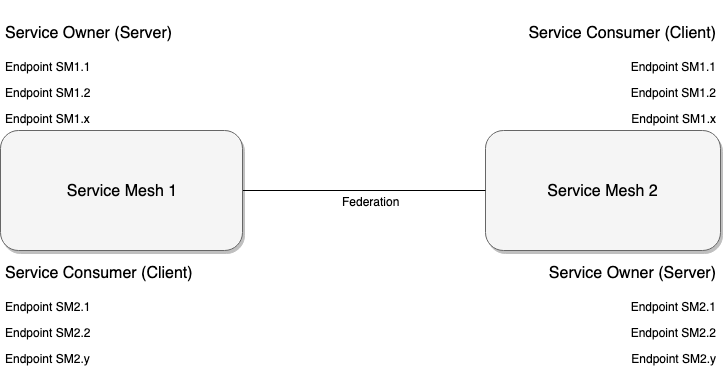 Service Owner (Server)
Endpoint SM1.1
Endpoint SM1.2
Endpoint SM1.x
Service Consumer (Client)
Endpoint SM1.1
Endpoint SM1.2
Endpoint SM1.x
Service Mesh 1
Federation
Service Mesh 2
Service Consumer (Client)
Endpoint SM2.1
Endpoint SM2.2
Endpoint SM2.y
Service Owner (Server)
Endpoint SM2.1
Endpoint SM2.2
Endpoint SM2.y